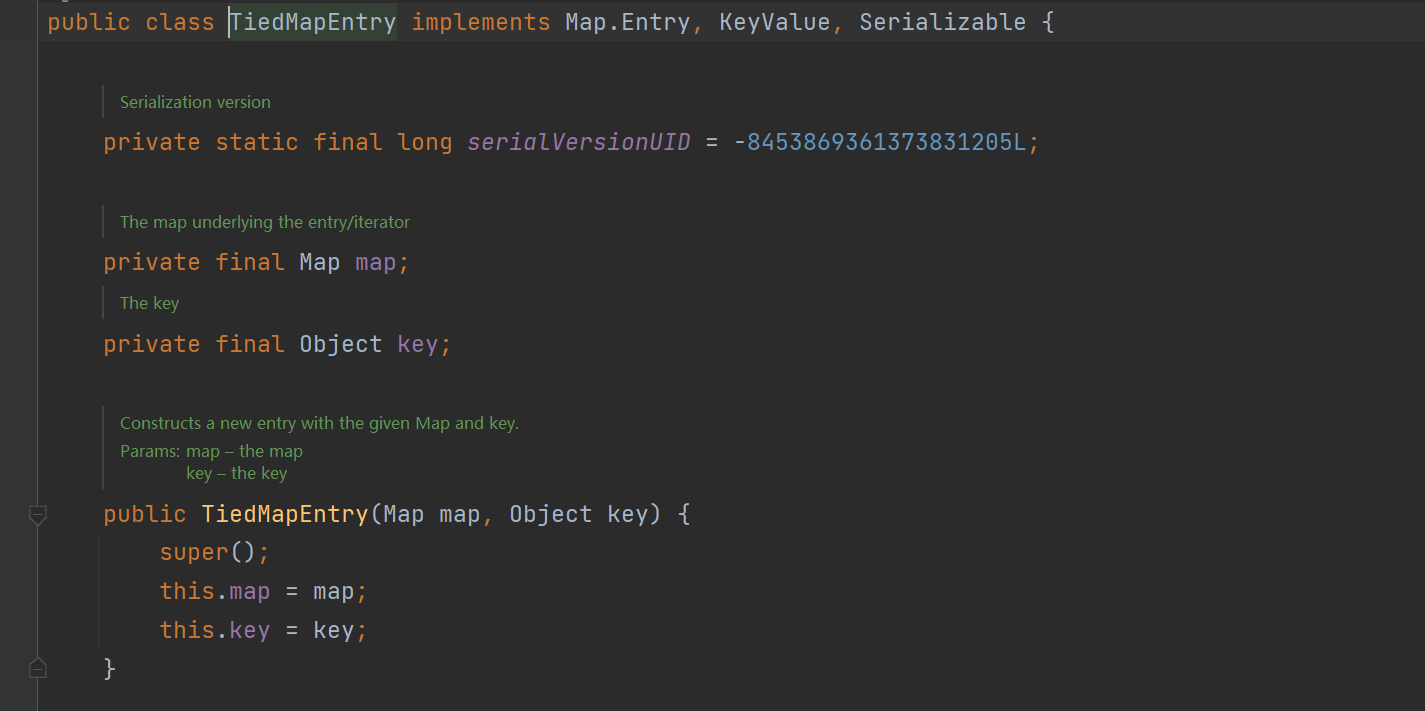 public class TiedMapEntry implements Map.Entry, KeyValue, Serializable {
Serialization version
private static final long serialVersionUID = -8453869361373831205L;
The map underlying the entry/iterator
private final Map map;
The key
private final Object key;
Constructs a new entry with the given Map and key.
Params: map – the map
key – the key
public TiedMapEntry(Map map, Object key) {
super();
this.map = map;
this.key = key;
}